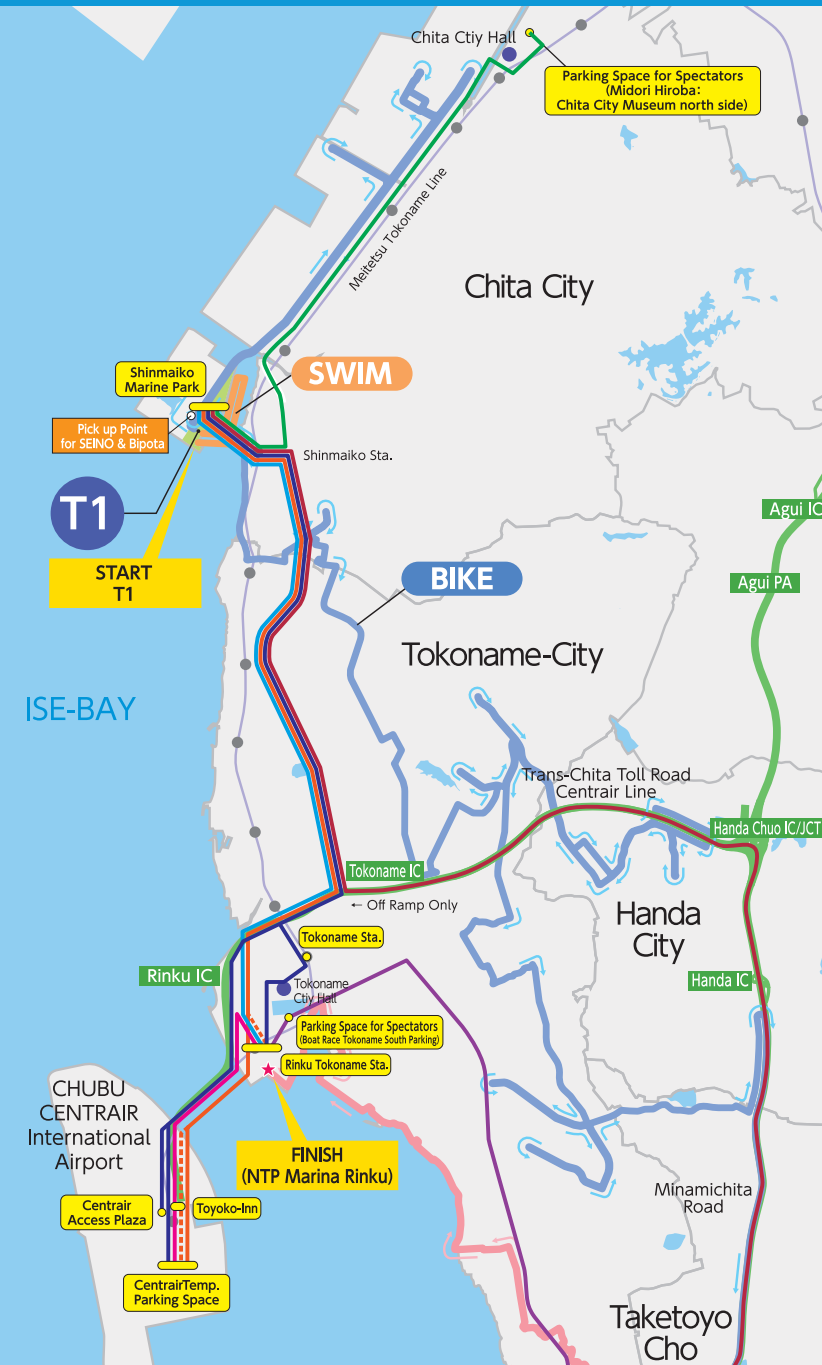 Chita Ctiy Hall
Parking Space for Spectators
(Midori Hiroba:
Chita City Museum north side)
Meitetsu Tokoname Line
Chita City
Shinmaiko
Marine Park
SWIM
Pick up Point
for SEINO & Bipota
Shinmaiko Sta.
T1
Agui IC
START
T1
BIKE
Agui PA
Tokoname-City
ISE-BAY
Trans-Chita Toll Road
Centrair Line
Handa Chuo IC/JCT
Tokoname IC
← Off Ramp Only
Handa
City
Tokoname Sta.
Rinku IC
Handa IC
Tokoname
Ctiy Hall
Parking Space for Spectators
(Boat Race Tokoname South Parking)
Rinku Tokoname Sta.
CHUBU
CENTRAIR
International
Airport
FINISH
(NTP Marina Rinku)
Centrair
Access Plaza
Toyoko-Inn
Minamichita
Road
CentrairTemp.
Parking Space
Taketoyo
Cho